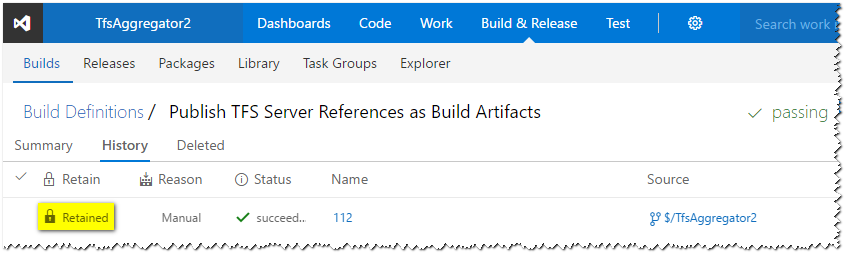 TfsAggregator2 Dashboards Code Work Build & Release Test Search work
Builds Releases Packages Library Task Groups Explorer
Build Definitions / Publish TFS Server References as Build Artifacts passing
Summary History Deleted
Retain Reason Status Name Source
Retained Manual succeed... 112 $/TfsAggregator2